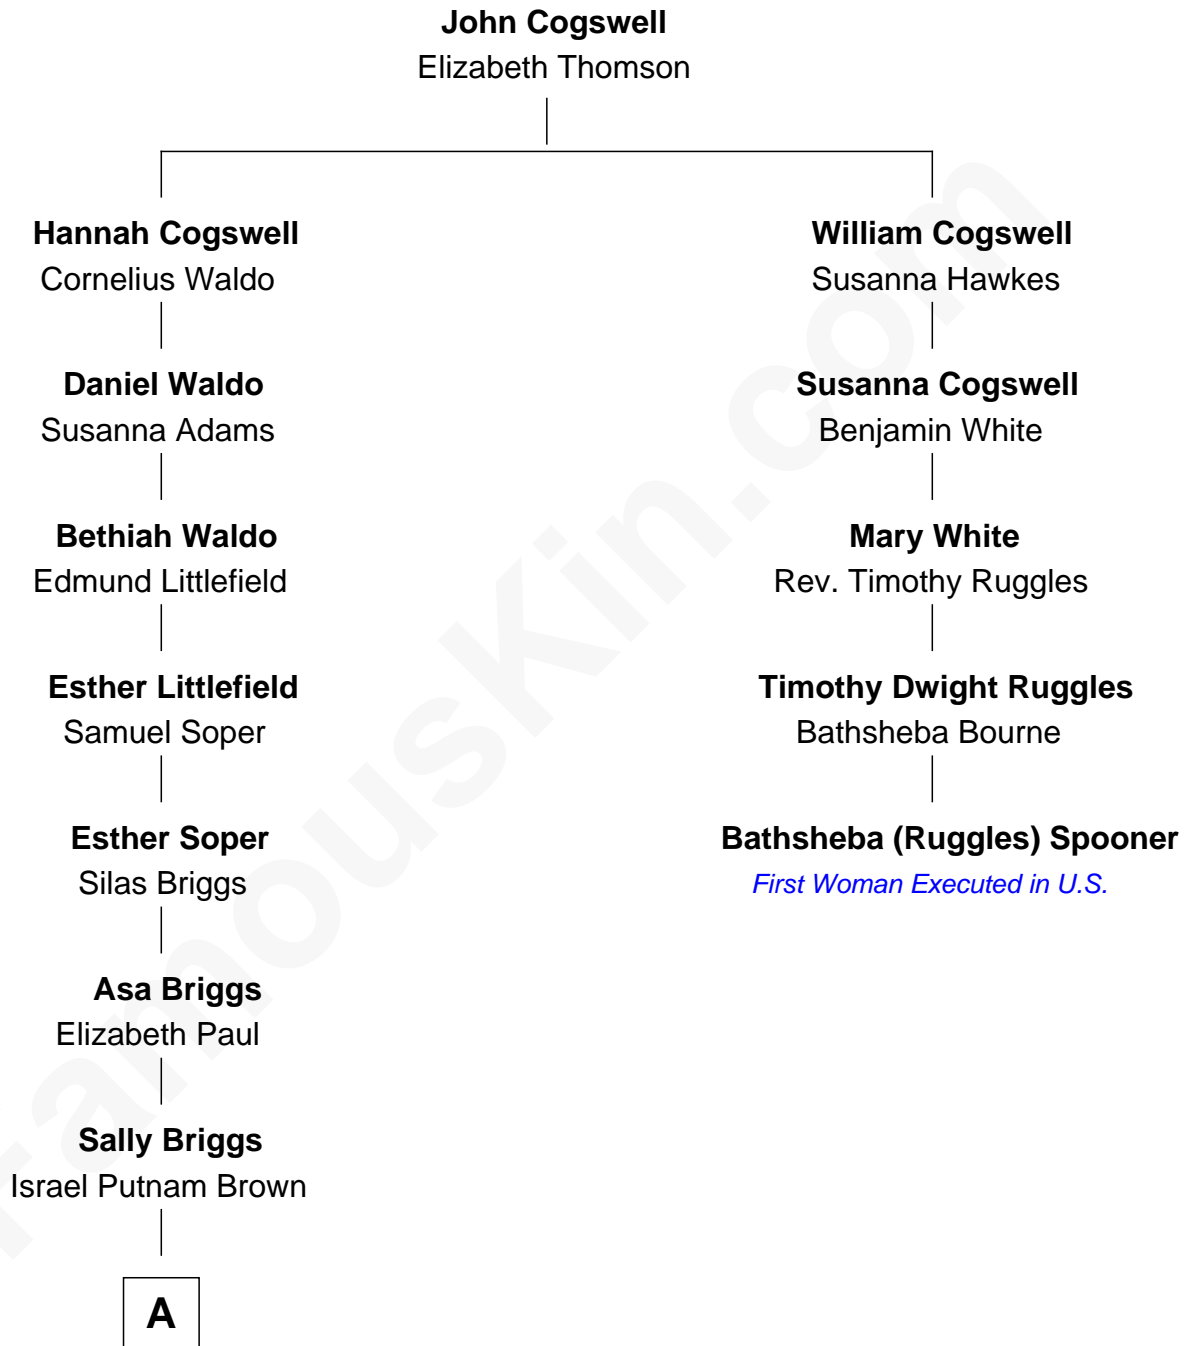 John Cogswell
Elizabeth Thomson
Hannah Cogswell
Cornelius Waldo
William Cogswell
Susanna Hawkes
Daniel Waldo
Susanna Adams
Susanna Cogswell
Benjamin White
Bethiah Waldo
Edmund Littlefield
Mary White
Rev. Timothy Ruggles
Esther Littlefield
Samuel Soper
Timothy Dwight Ruggles
Bathsheba Bourne
Esther Soper
Silas Briggs
Bathsheba (Ruggles) Spooner
First Woman Executed in U.S.
Asa Briggs
Elizabeth Paul
Sally Briggs
Israel Putnam Brown
A
FamousKin.com